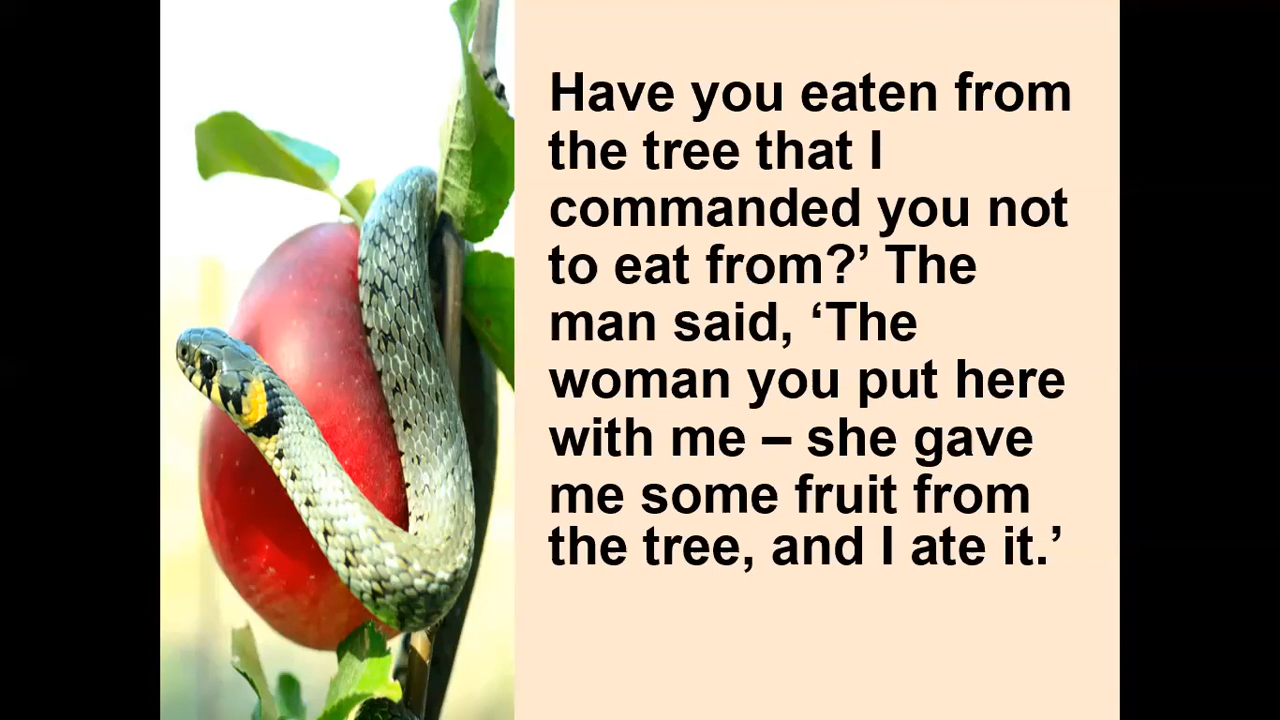 Have you eaten from
the tree that I
commanded you not
to eat from?’ The
man said, ‘The
woman you put here
with me – she gave
me some fruit from
the tree, and I ate it.’